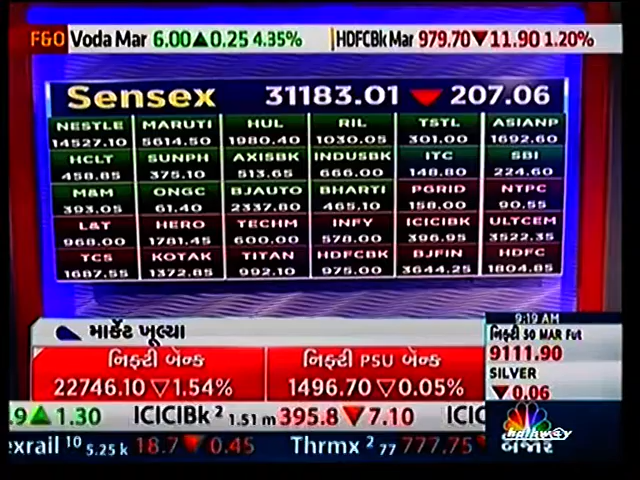 F&O Voda Mar 6.00▲0.25 4.35% HDFCBk Mar 979.70▼11.90 1.20%
Sensex 31183.01 ▼ 207.06
NESTLE MARUTI HUL RIL TSTL ASIANP
14527.10 5614.50 1980.40 1030.05 301.00 1692.60
HCLT SUNPH AXISBK INDUSBK ITC SBI
458.85 375.10 513.65 666.00 148.80 224.60
M&M ONGC BJAUTO BHARTI PGRID NTPC
393.05 61.40 2337.80 465.10 158.00 90.55
L&T HERO TECHM INFY ICICIBK ULTCEM
968.00 1781.45 600.00 578.00 396.95 3522.35
TCS KOTAK TITAN HDFCBK BJFIN HDFC
1687.55 1372.85 992.10 975.00 3644.25 1804.85
માર્કેટ ખૂલ્યા
નિફ્ટી બેન્ક
22746.10▽1.54%
નિફ્ટી PSU બેન્ક
1496.70▽0.05%
9:19 AM
નિફ્ટી 50 MAR Fut
9111.90
SILVER
▼0.06
.9▲1.30 ICICIBk 2 1.51 m 395.8▼7.10 ICIC
exrail 10 5.25 k 18.7▼0.45 Thrmx 2 77 777.75
hathway
CNBC
બજાર